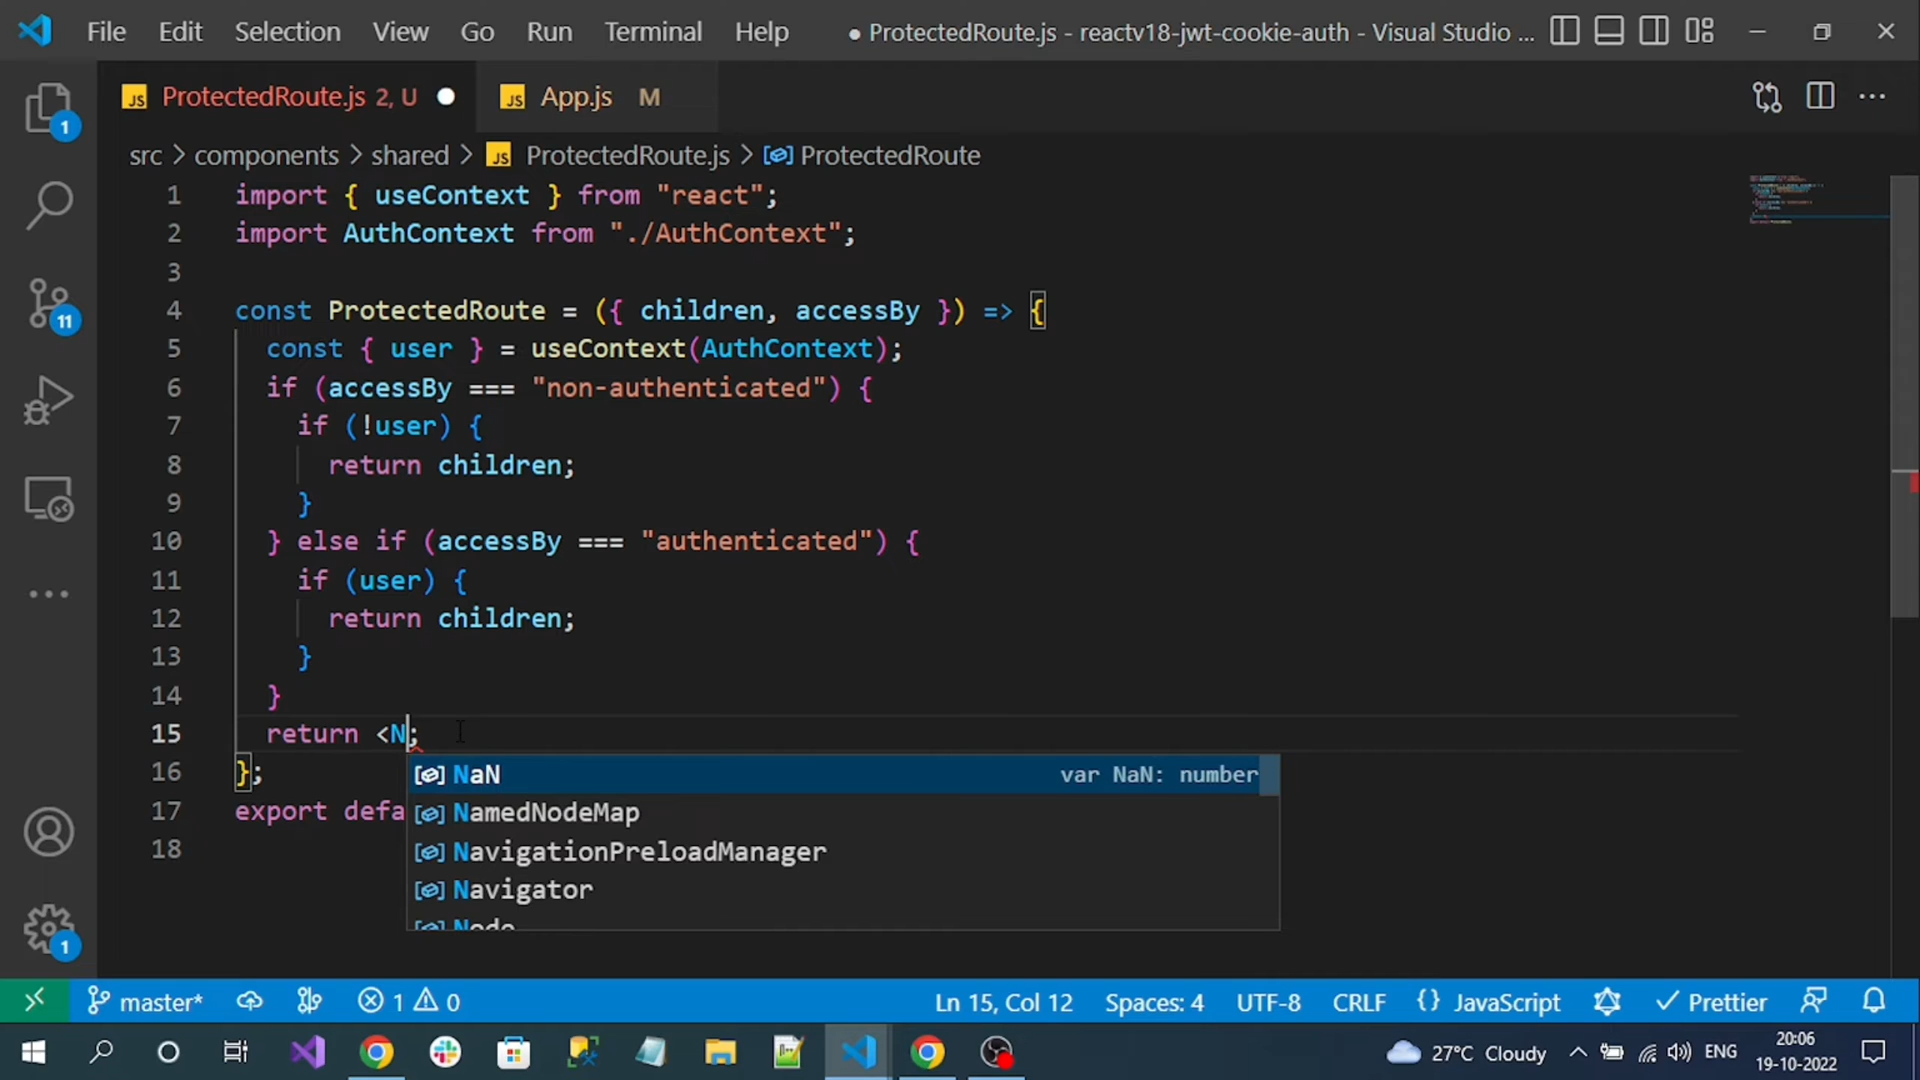 File Edit Selection View Go Run Terminal Help ● ProtectedRoute.js - reactv18-jwt-cookie-auth - Visual Studio ...
JS ProtectedRoute.js 2, U ● JS App.js M
src > components > shared > JS ProtectedRoute.js > ProtectedRoute
1 import { useContext } from "react";
2 import AuthContext from "./AuthContext";
3
4 const ProtectedRoute = ({ children, accessBy }) => {
5 const { user } = useContext(AuthContext);
6 if (accessBy === "non-authenticated") {
7 if (!user) {
8 return children;
9 }
10 } else if (accessBy === "authenticated") {
11 if (user) {
12 return children;
13 }
14 }
15 return <N;
16 };
NaN var NaN: number
NamedNodeMap
17 export defa
NavigationPreloadManager
18
Navigator
Node
1
11
1
master* 1 0 Ln 15, Col 12 Spaces: 4 UTF-8 CRLF {} JavaScript Prettier
27°C Cloudy ENG 20:06
19-10-2022